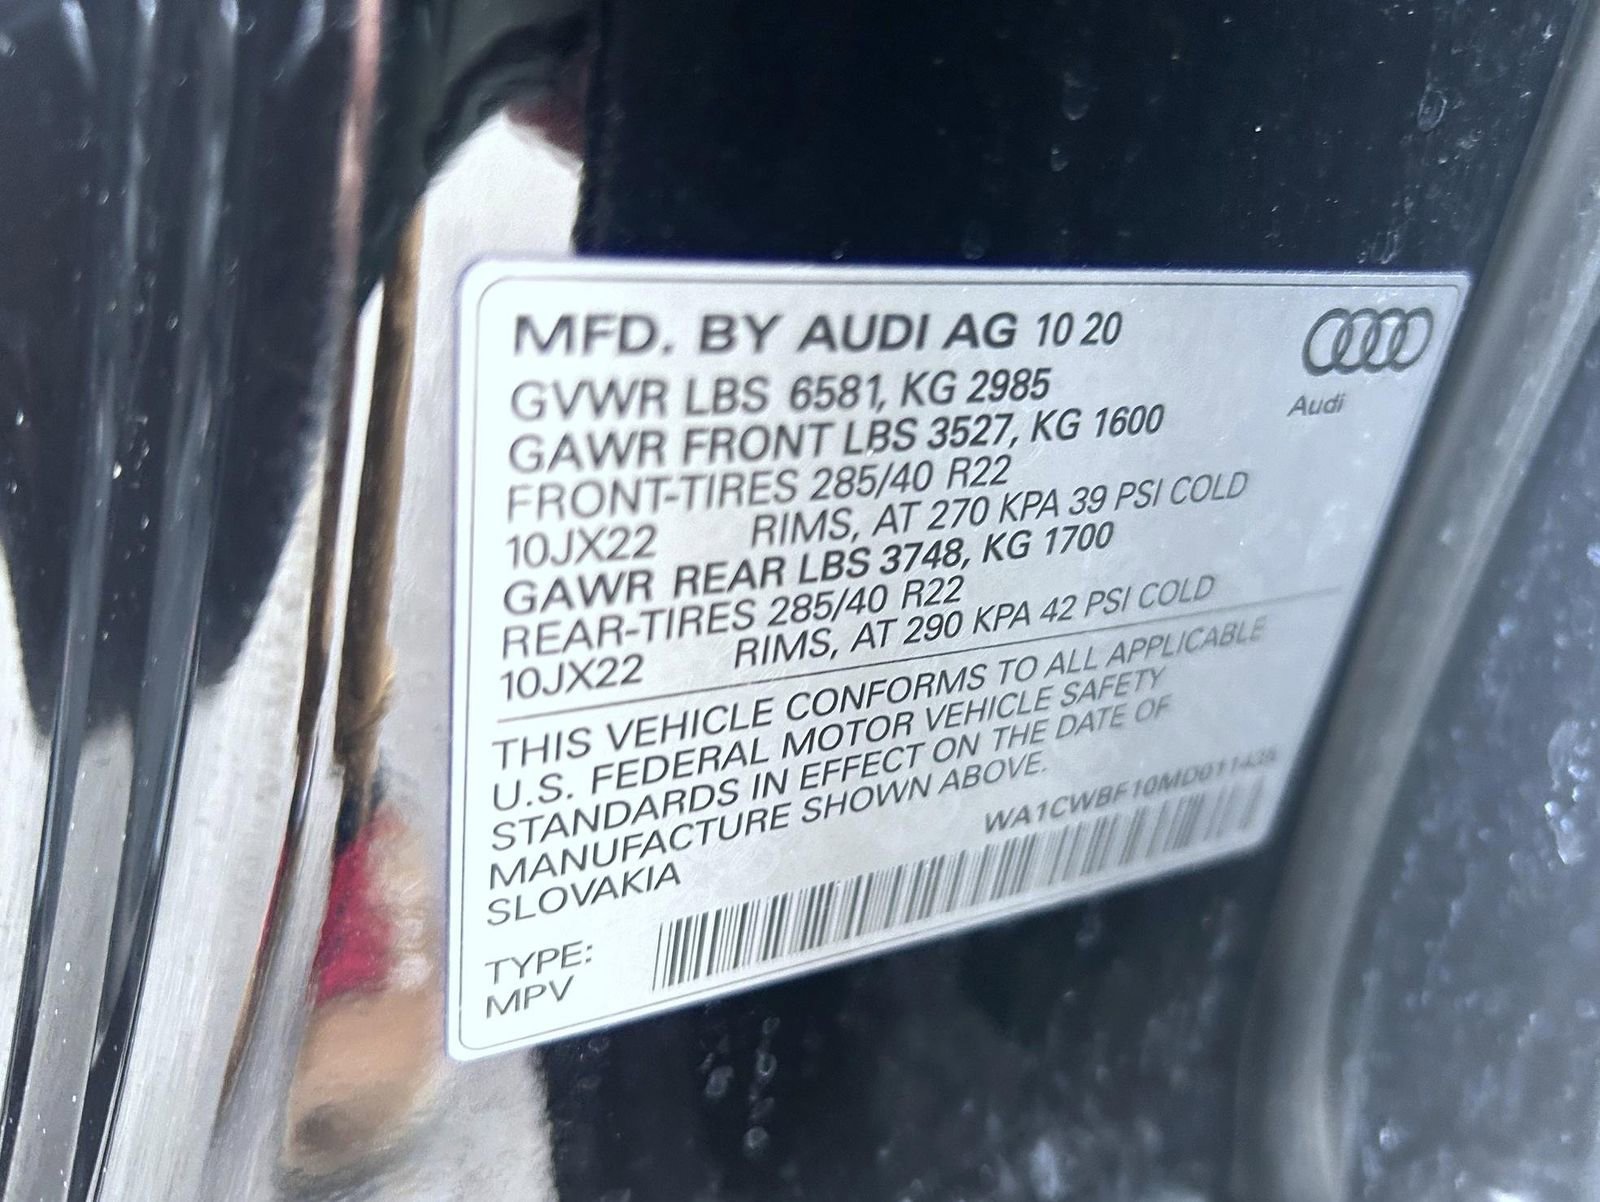 MFD. BY AUDI AG 10 20
Audi
GVWR LBS 6581, KG 2985
GAWR FRONT LBS 3527, KG 1600
FRONT-TIRES 285/40 R22
10JX22 RIMS, AT 270 KPA 39 PSI COLD
GAWR REAR LBS 3748, KG 1700
REAR-TIRES 285/40 R22
10JX22 RIMS, AT 290 KPA 42 PSI COLD
THIS VEHICLE CONFORMS TO ALL APPLICABLE
U.S. FEDERAL MOTOR VEHICLE SAFETY
STANDARDS IN EFFECT ON THE DATE OF
MANUFACTURE SHOWN ABOVE.
SLOVAKIA
TYPE:
MPV